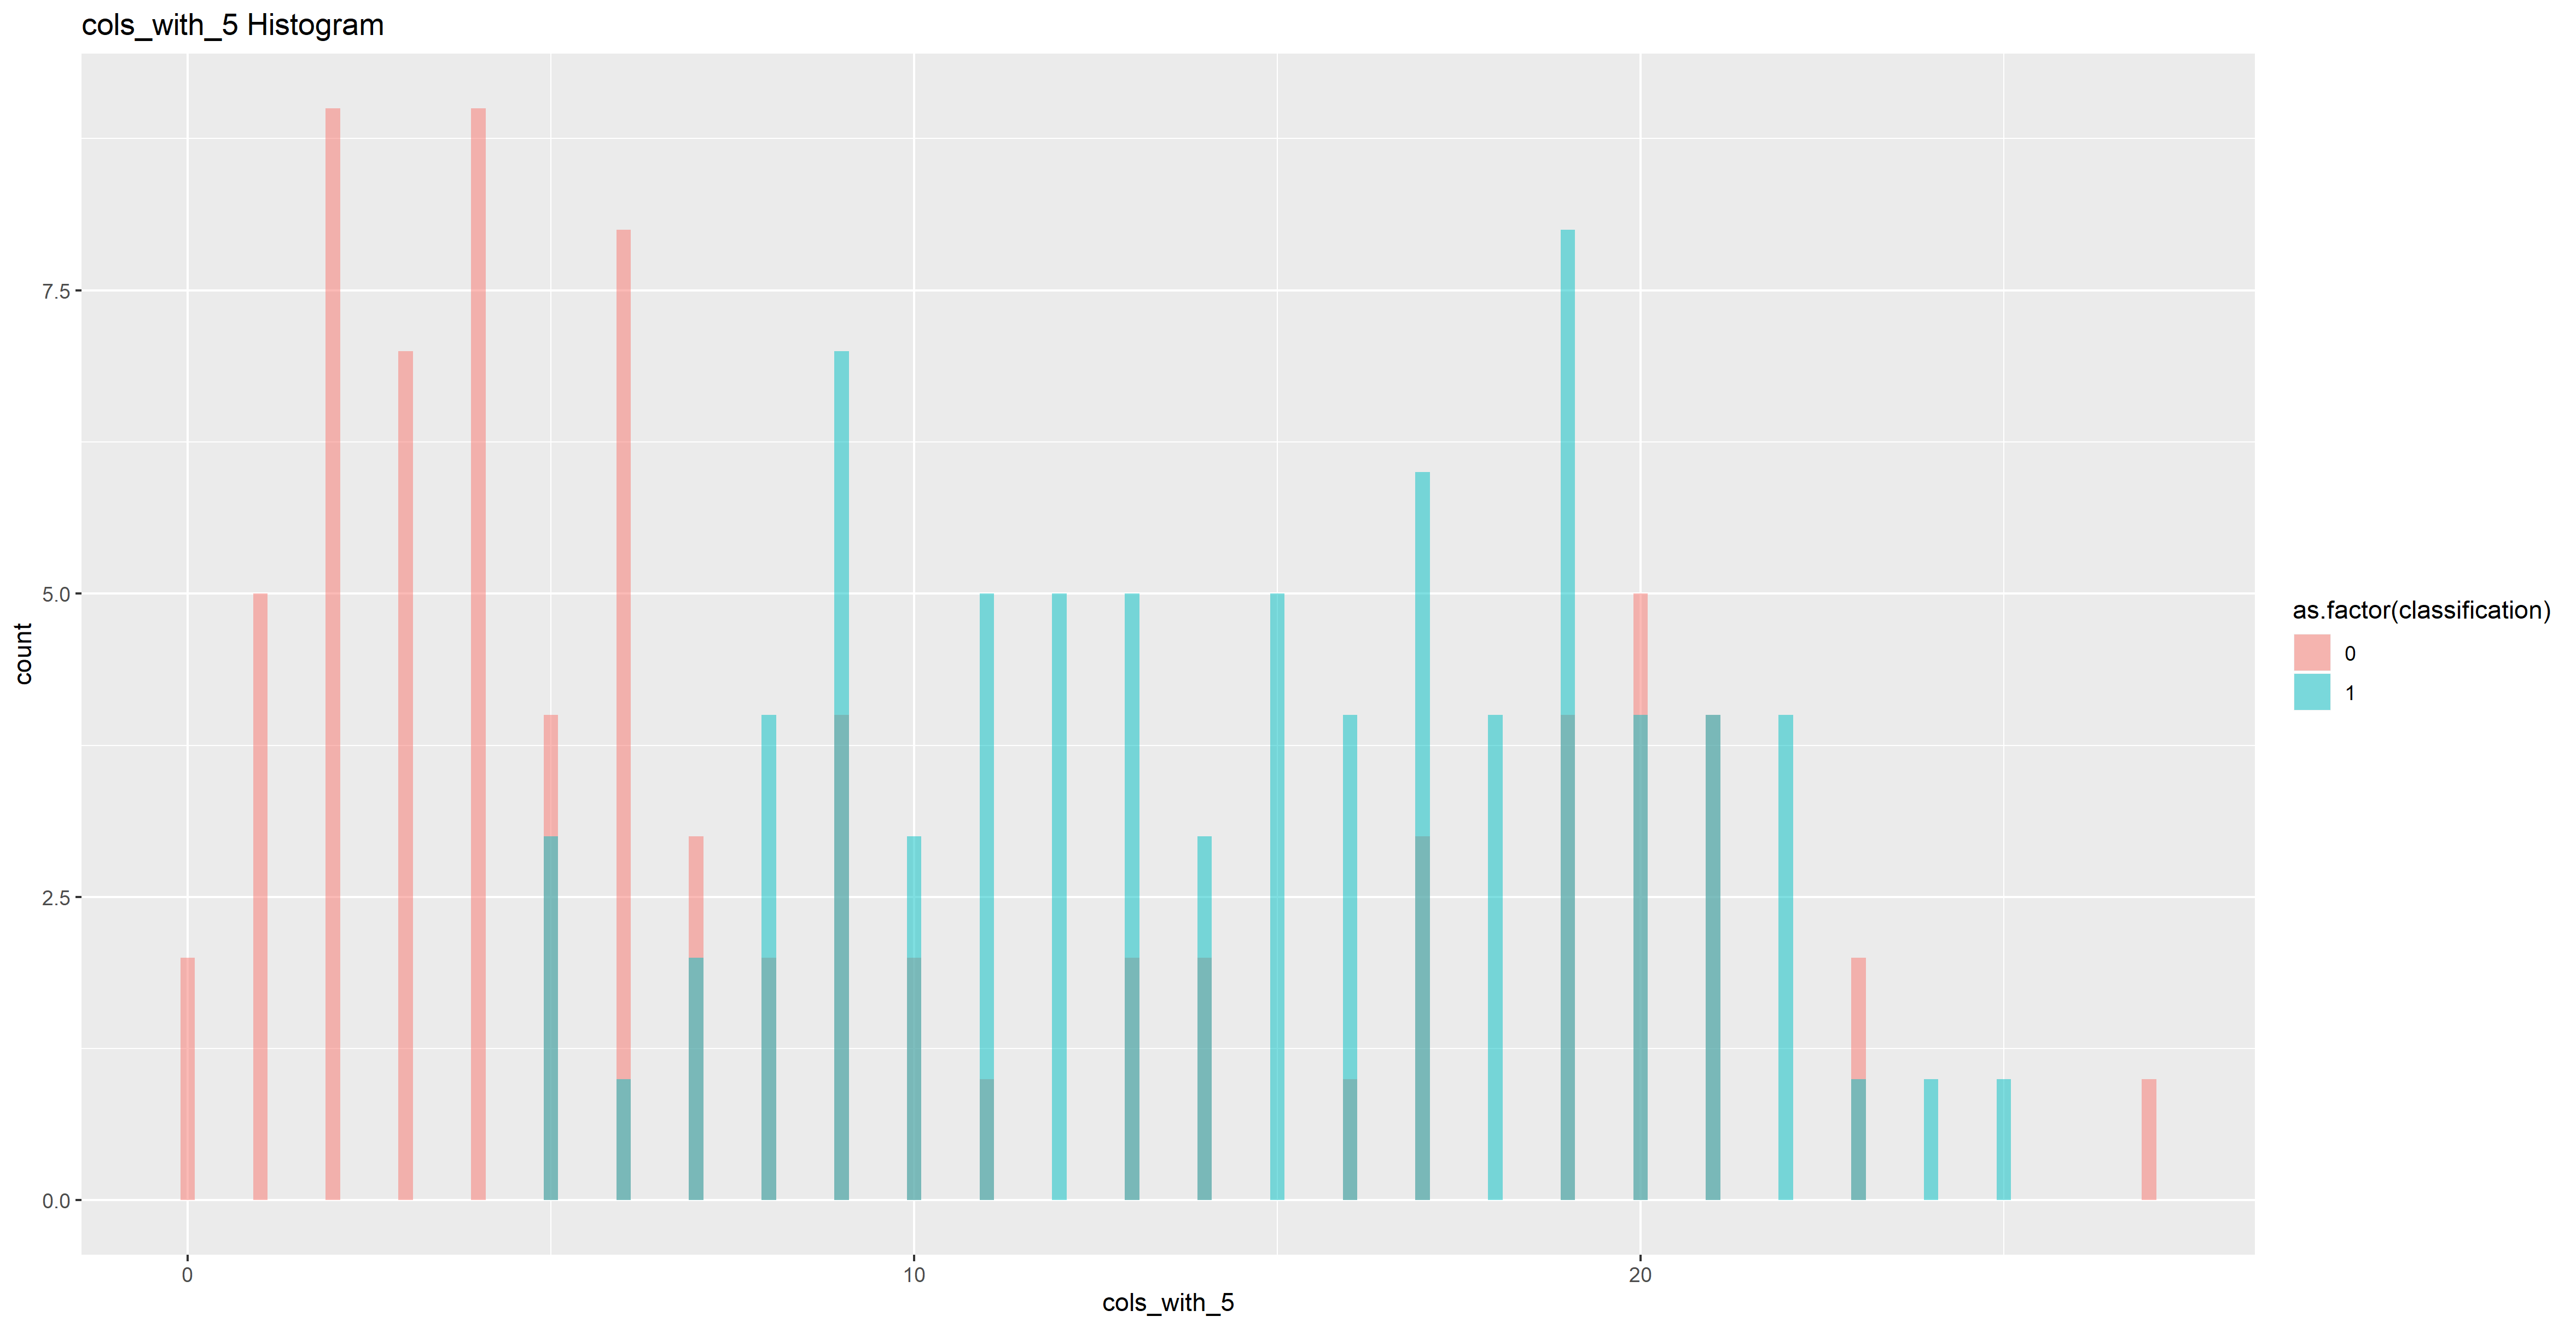 cols_with_5 Histogram
7.5
5.0
2.5
0.0
count
0
10
20
cols_with_5
as.factor(classification)
0
1